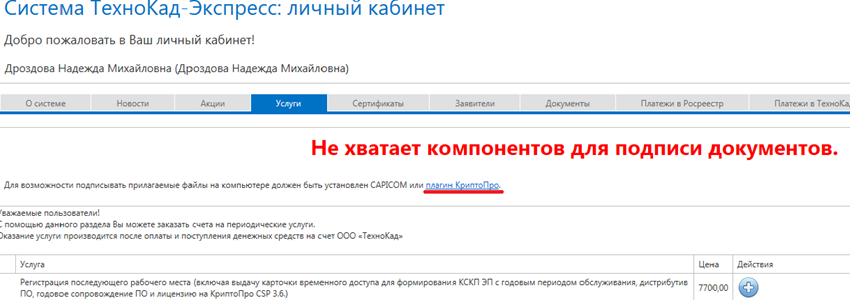 Система ТехноКад-Экспресс: личный кабинет
Добро пожаловать в Ваш личный кабинет!
Дроздова Надежда Михайловна (Дроздова Надежда Михайловна)
О системе Новости Акции Услуги Сертификаты Заявители Документы Платежи в Росреестр Платежи в ТехноКад
Не хватает компонентов для подписи документов.
Для возможности подписывать прилагаемые файлы на компьютере должен быть установлен CAPICOM или плагин КриптоПро.
Уважаемые пользователи!
С помощью данного раздела Вы можете заказать счета на периодические услуги.
Оказание услуги производится после оплаты и поступления денежных средств на счет ООО «ТехноКад»
Услуга Цена Действия
Регистрация последующего рабочего места (включая выдачу карточки временного доступа для формирования КСКП ЭП с годовым периодом обслуживания, дистрибутив
ПО, годовое сопровождение ПО и лицензию на КриптоПро CSP 3.6.) 7700,00